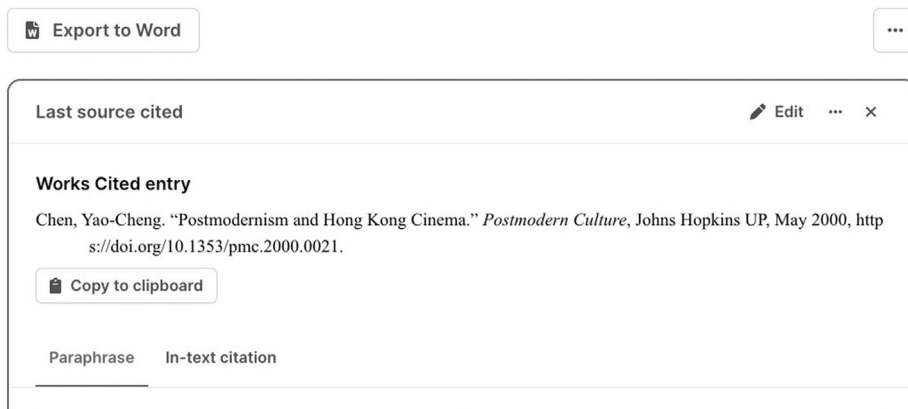 Export to Word
...
Last source cited
Edit
...
Works Cited entry
Chen, Yao-Cheng. “Postmodernism and Hong Kong Cinema.” Postmodern Culture, Johns Hopkins UP, May 2000, http
s://doi.org/10.1353/pmc.2000.0021.
Copy to clipboard
Paraphrase
In-text citation